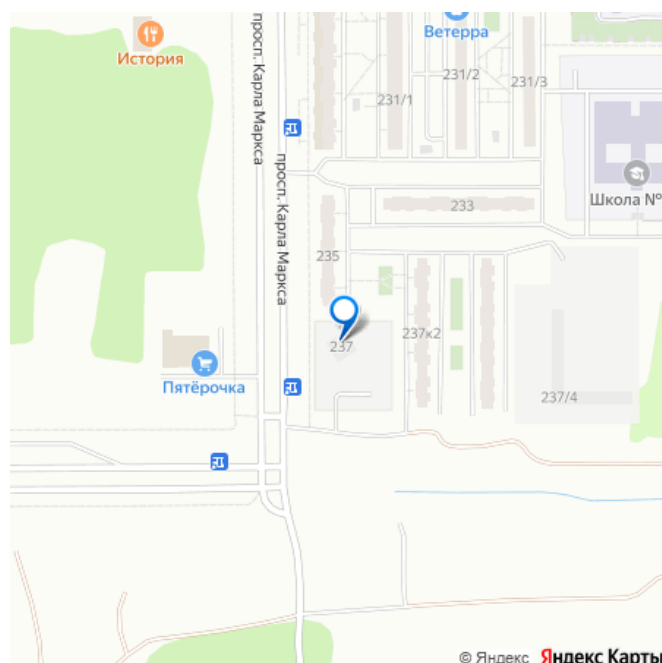 История
просп. Карла Маркса
просп. Карла Маркса
Ветерра
231/1
231/2
231/3
233
Школа №
235
237
237к2
237/4
Пятёрочка
© Яндекс Яндекс Карты